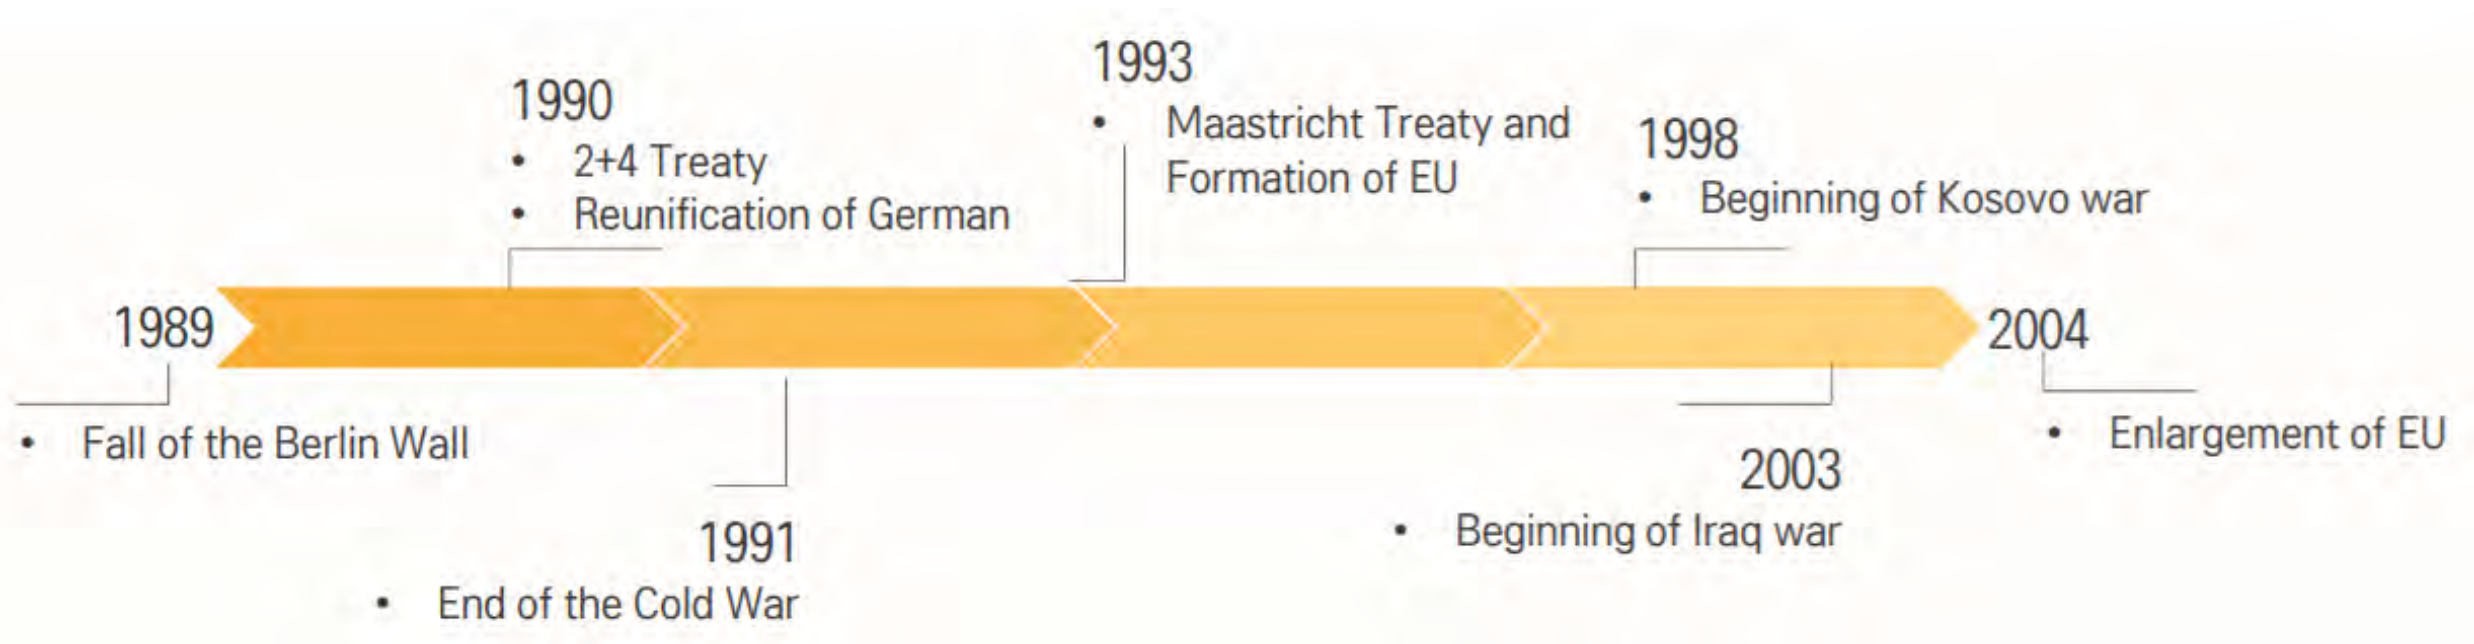 1989
• Fall of the Berlin Wall
1990
• 2+4 Treaty
• Reunification of German
1991
• End of the Cold War
1993
• Maastricht Treaty and
Formation of EU
1998
• Beginning of Kosovo war
2003
• Beginning of Iraq war
2004
• Enlargement of EU